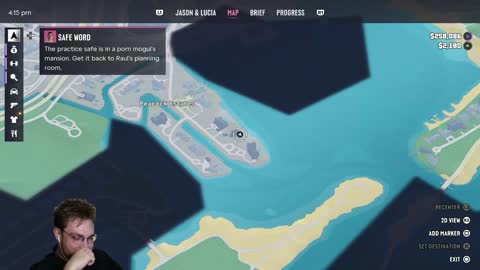 4:15 pm
L1 JASON & LUCIA MAP BRIEF PROGRESS R1
SAFE WORD
The practice safe is in a porn mogul's
mansion. Get it back to Raul's planning
room.
$258,086
$2,180
Peacock Estates
RECENTER
2D VIEW
ADD MARKER
SET DESTINATION
EXIT